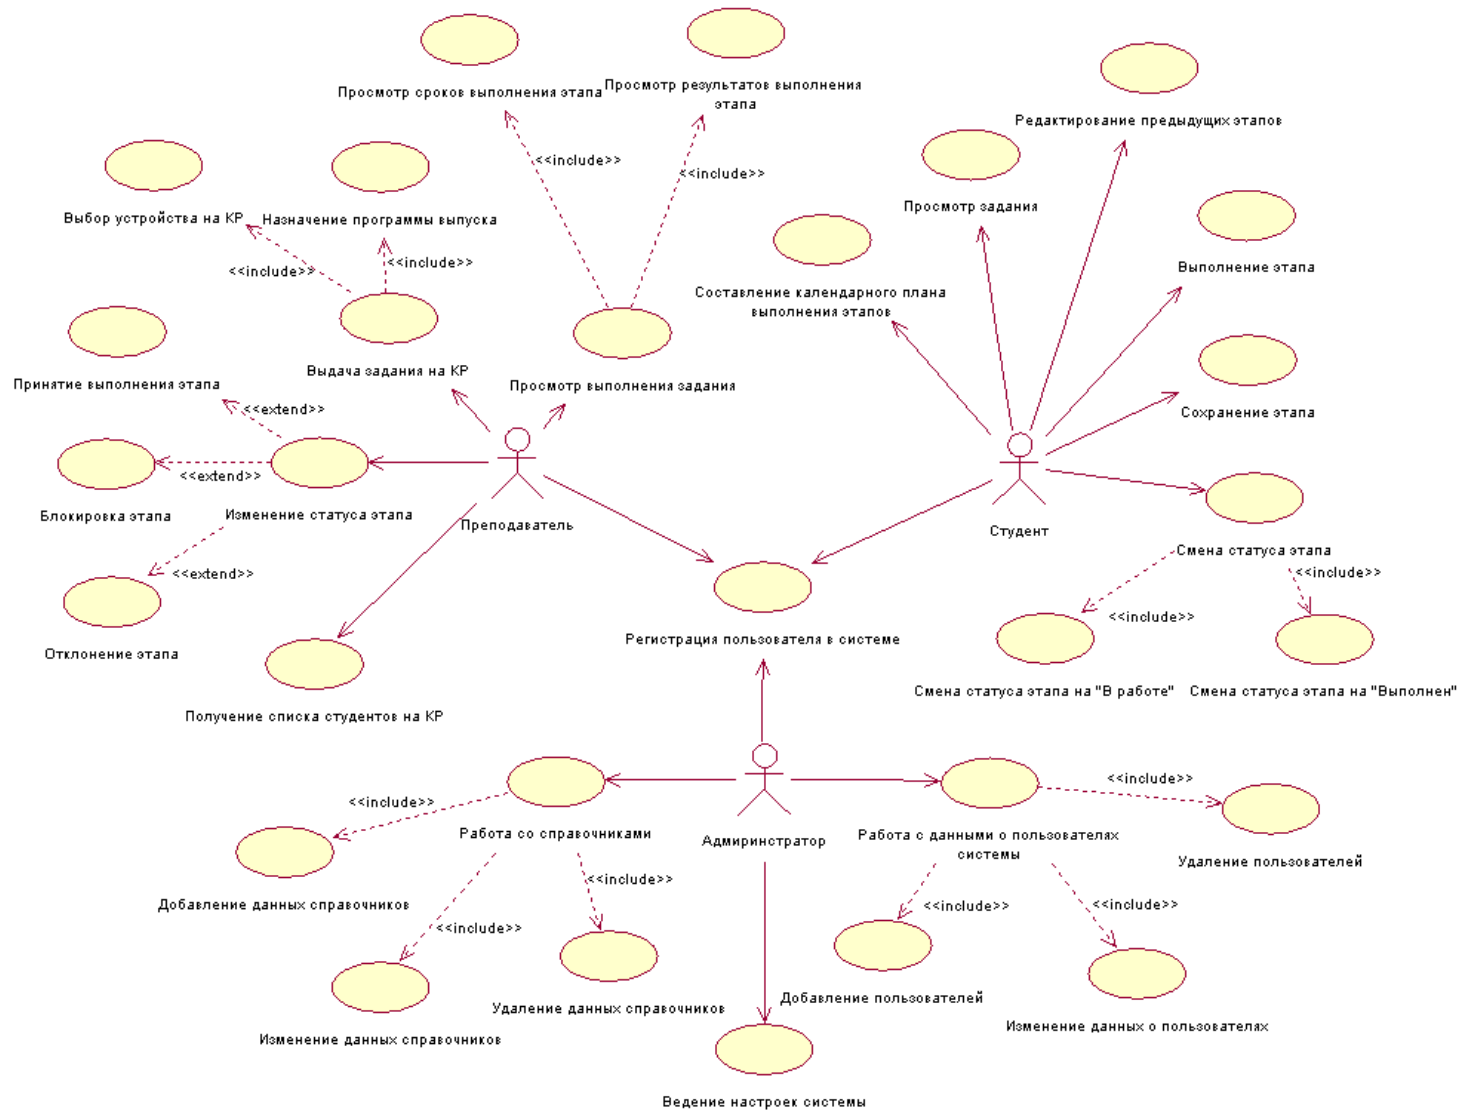 Просмотр сроков выполнения этапа
Просмотр результатов выполнения
этапа
Редактирование предыдущих этапов
<<include>>
<<include>>
Просмотр задания
Выбор устройства на КР
Назначение программы выпуска
<<include>>
<<include>>
Выполнение этапа
Составление календарного плана
выполнения этапов
Принятие выполнения этапа
Выдача задания на КР
Просмотр выполнения задания
<<extend>>
Сохранение этапа
<<extend>>
Блокировка этапа
Изменение статуса этапа
Преподаватель
Студент
Смена статуса этапа
<<extend>>
<<include>>
<<include>>
Отклонение этапа
Регистрация пользователя в системе
Смена статуса этапа на "В работе"
Смена статуса этапа на "Выполнен"
Получение списка студентов на КР
<<include>>
<<include>>
Работа со справочниками
Адмиринстратор
Работа с данными о пользователях
системы
Удаление пользователей
<<include>>
Добавление данных справочников
<<include>>
<<include>>
<<include>>
Удаление данных справочников
Добавление пользователей
Изменение данных справочников
Изменение данных о пользователях
Ведение настроек системы